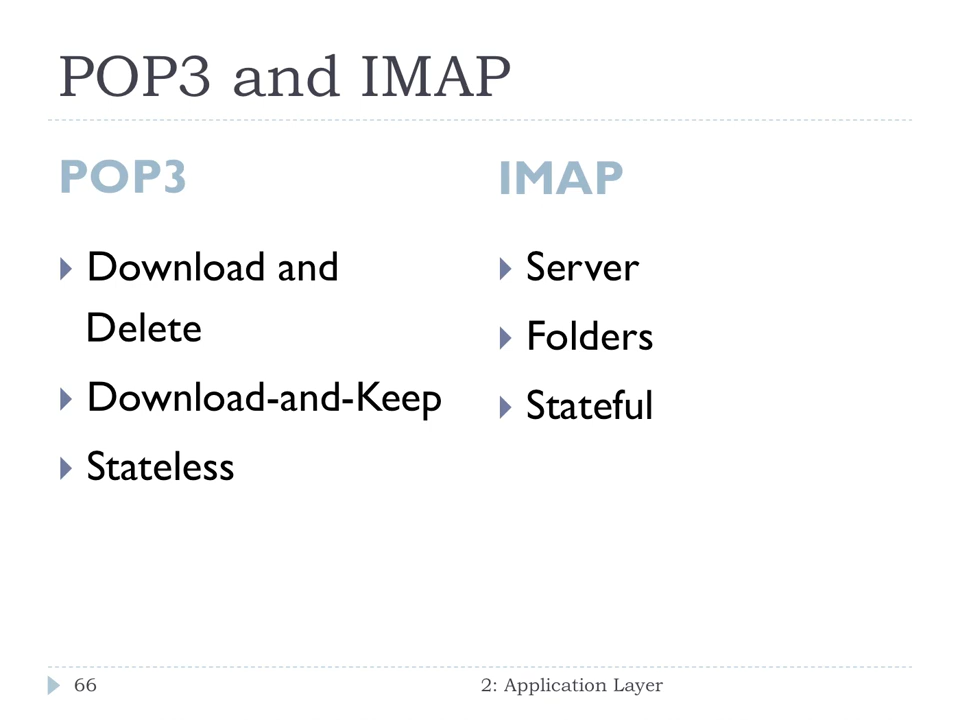 POP3 and IMAP
POP3
Download and
Delete
Download-and-Keep
Stateless
IMAP
Server
Folders
Stateful
66
2: Application Layer